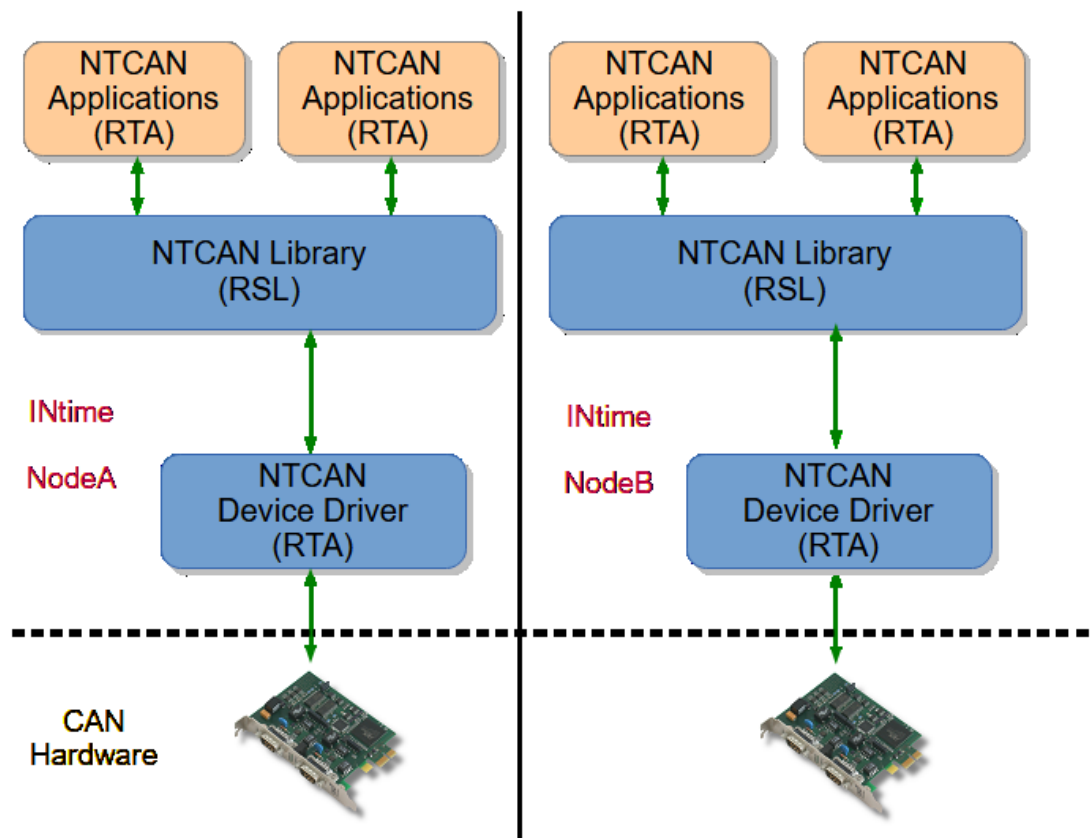 NTCAN
Applications
(RTA)
NTCAN
Applications
(RTA)
NTCAN Library
(RSL)
INtime
NodeA
NTCAN
Device Driver
(RTA)
NTCAN
Applications
(RTA)
NTCAN
Applications
(RTA)
NTCAN Library
(RSL)
INtime
NodeB
NTCAN
Device Driver
(RTA)
CAN
Hardware